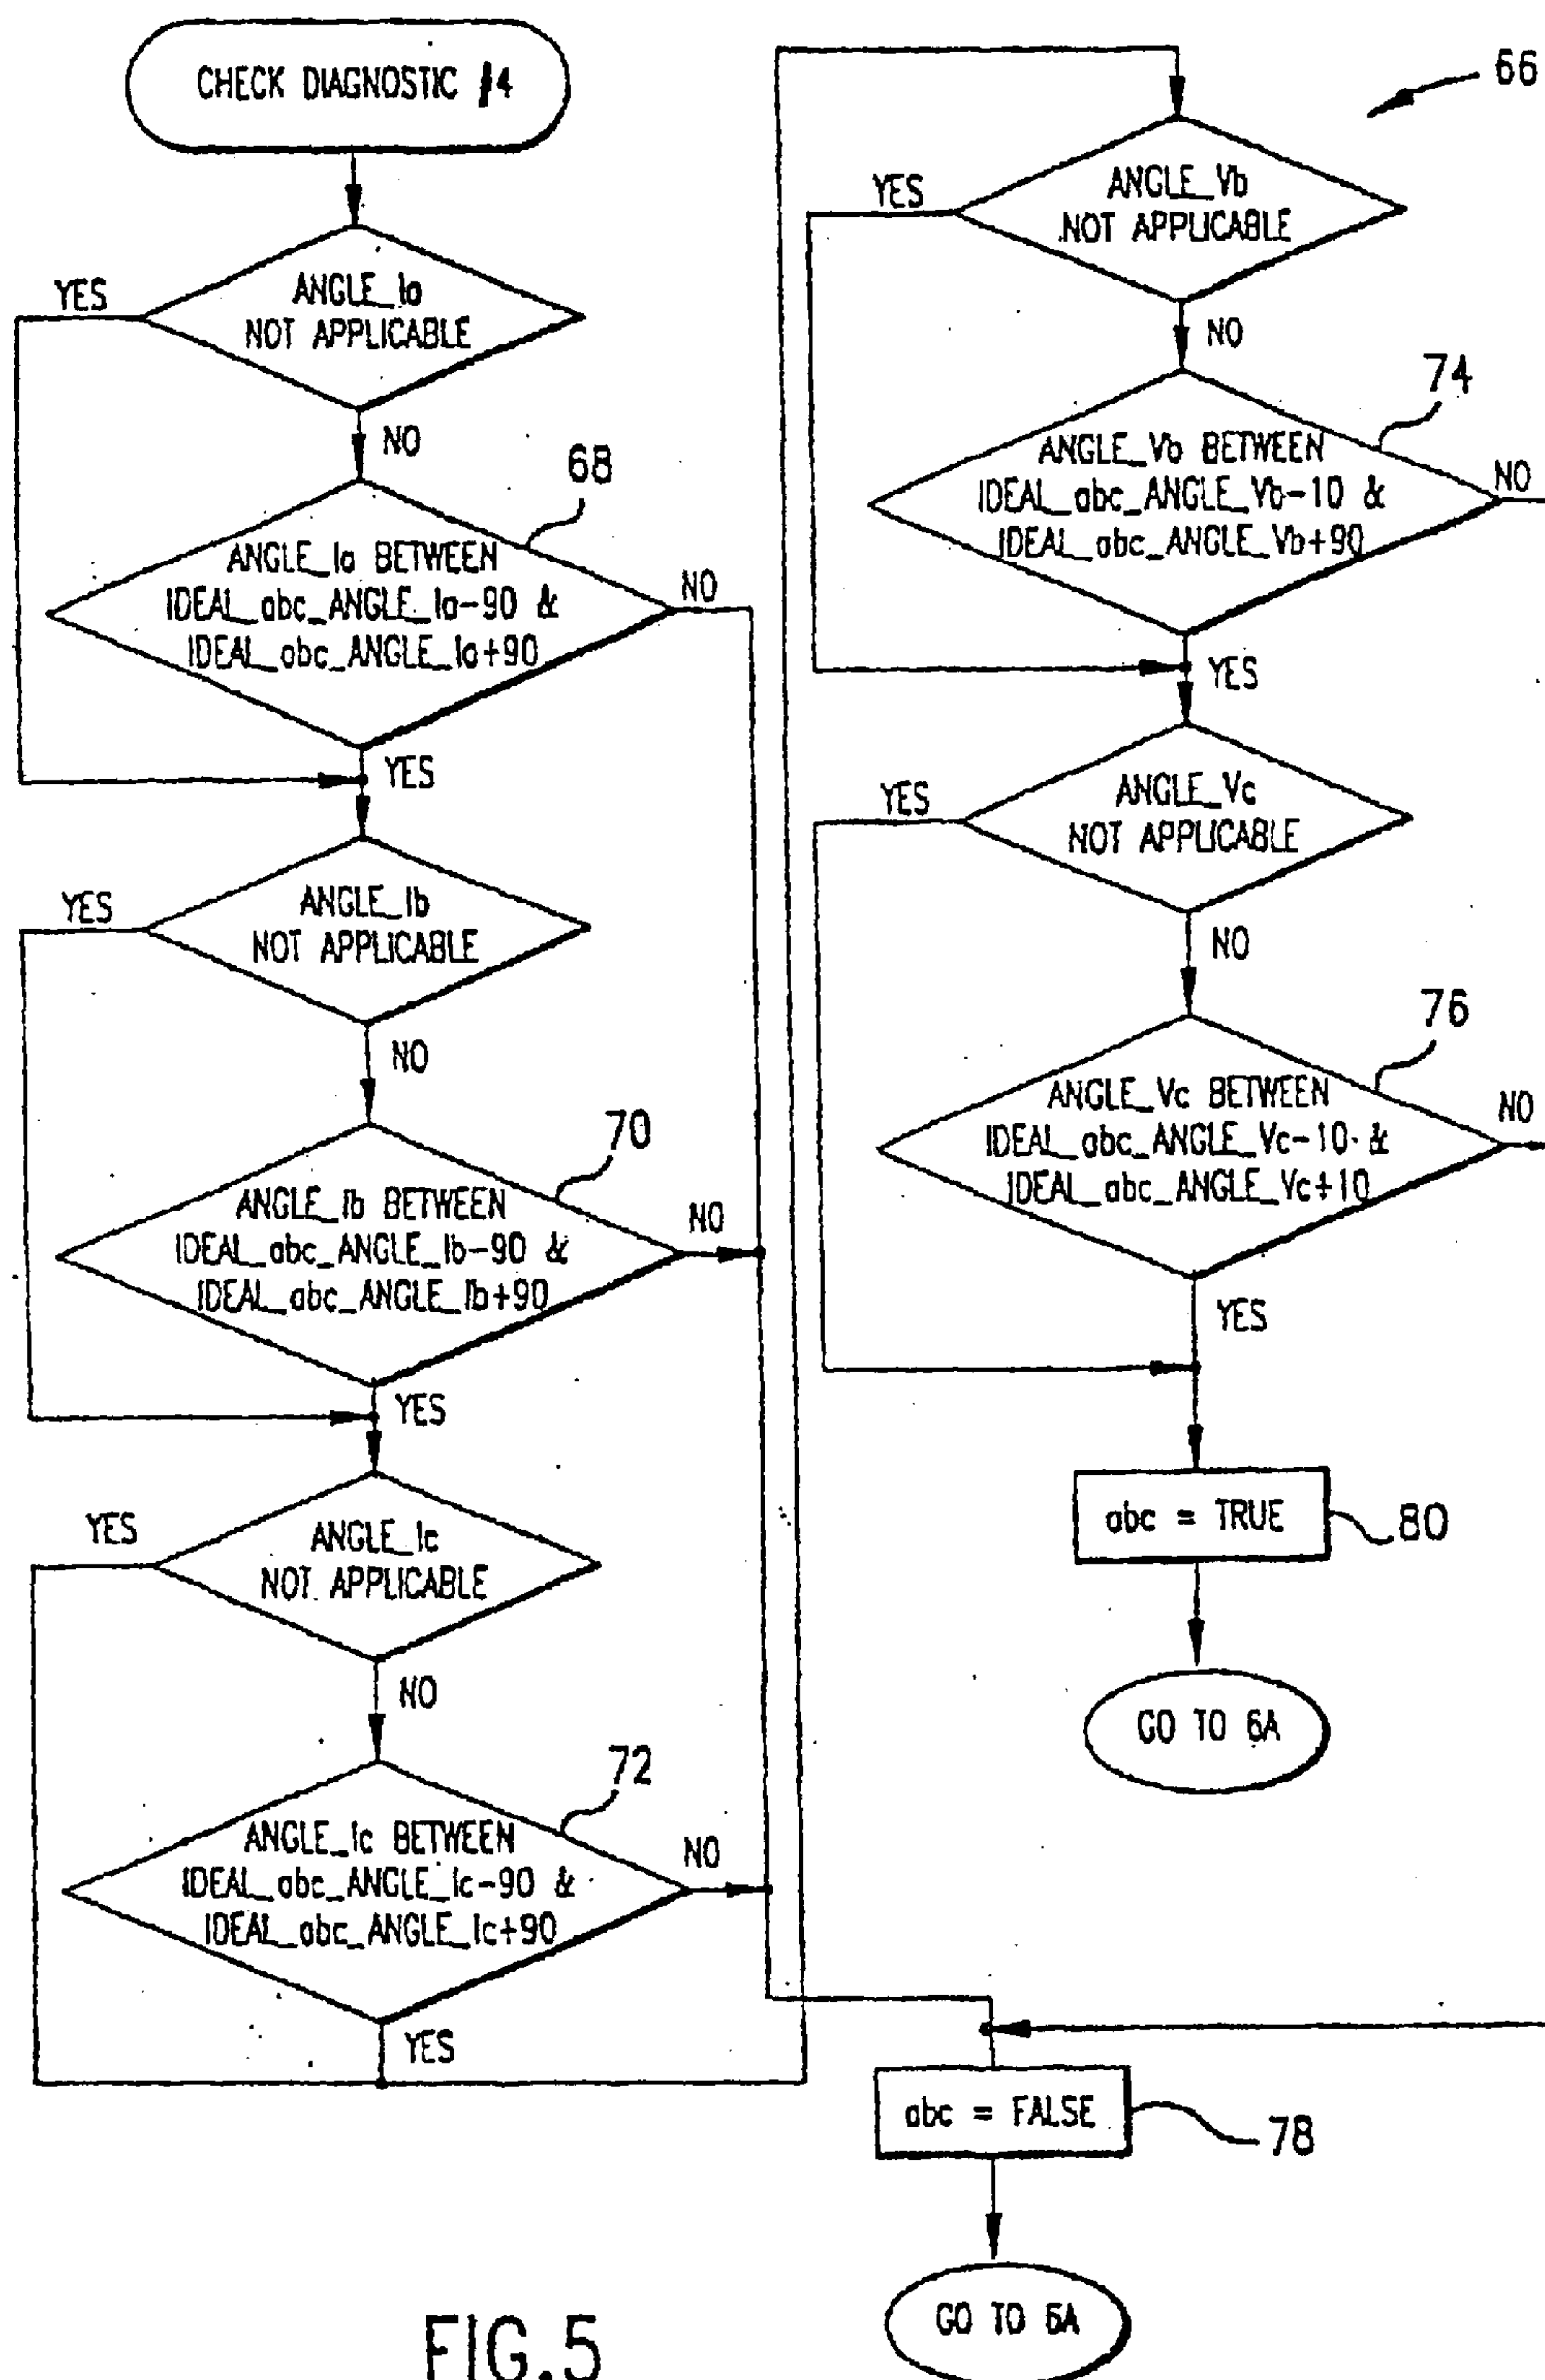 CHECK DIAGNOSTIC #4
ANGLE_Ia
NOT APPLICABLE
YES
NO
68
ANGLE_Ia BETWEEN
IDEAL_abc_ANGLE_Ia-90 &
IDEAL_abc_ANGLE_Ia+90
NO
YES
ANGLE_Ib
NOT APPLICABLE
YES
NO
70
ANGLE_Ib BETWEEN
IDEAL_abc_ANGLE_Ib-90 &
IDEAL_abc_ANGLE_Ib+90
NO
YES
ANGLE_Ic
NOT APPLICABLE
YES
NO
72
ANGLE_Ic BETWEEN
IDEAL_abc_ANGLE_Ic-90 &
IDEAL_abc_ANGLE_Ic+90
NO
YES
66
ANGLE_Vb
NOT APPLICABLE
YES
NO
74
ANGLE_Vb BETWEEN
IDEAL_abc_ANGLE_Vb-10 &
IDEAL_abc_ANGLE_Vb+90
NO
YES
ANGLE_Vc
NOT APPLICABLE
YES
NO
76
ANGLE_Vc BETWEEN
IDEAL_abc_ANGLE_Vc-10 &
IDEAL_abc_ANGLE_Vc+10
NO
YES
abc = TRUE
80
GO TO 6A
abc = FALSE
78
GO TO 6A
FIG.5